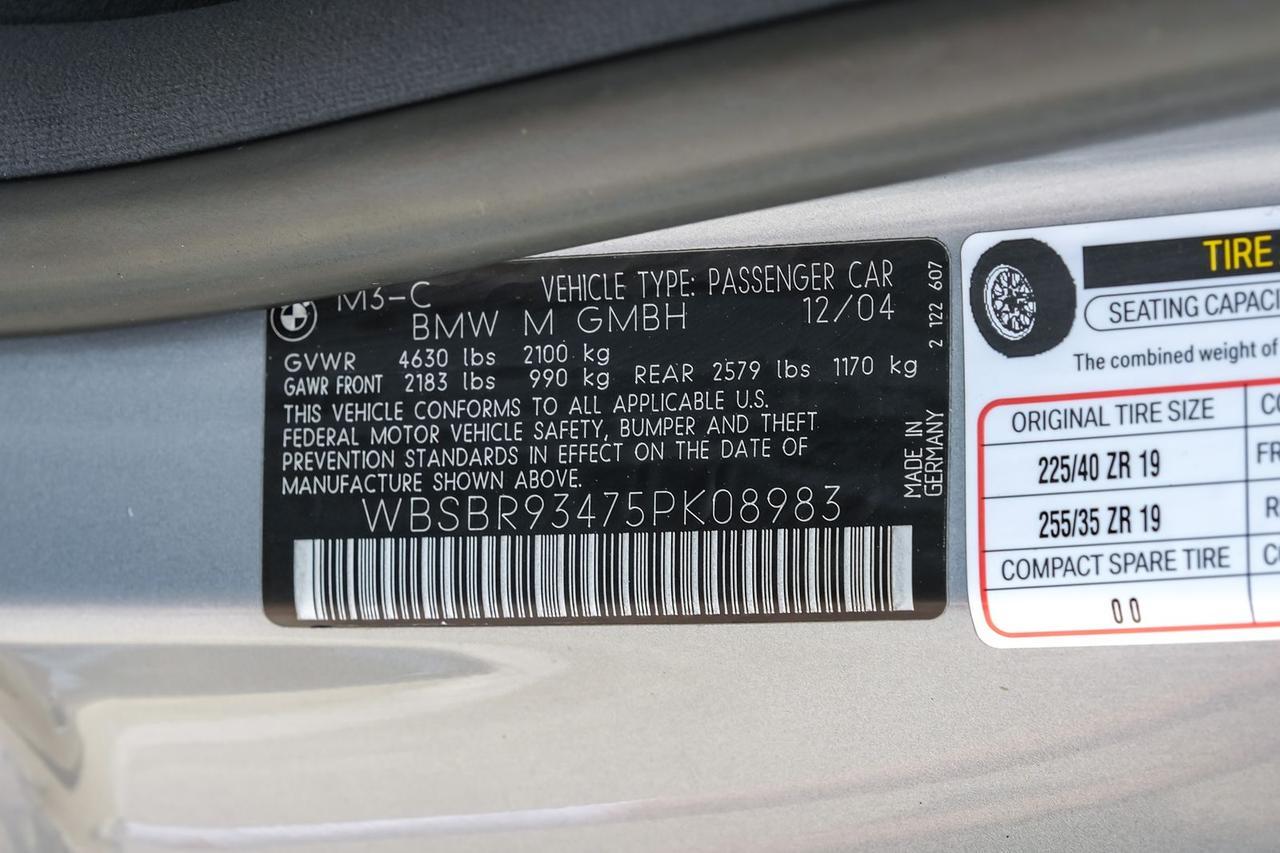 M3-C
VEHICLE TYPE: PASSENGER CAR
BMW M GMBH 12/04
GVWR 4630 lbs 2100 kg
GAWR FRONT 2183 lbs 990 kg REAR 2579 lbs 1170 kg
THIS VEHICLE CONFORMS TO ALL APPLICABLE U.S.
FEDERAL MOTOR VEHICLE SAFETY, BUMPER AND THEFT
PREVENTION STANDARDS IN EFFECT ON THE DATE OF
MANUFACTURE SHOWN ABOVE.
WBSBR93475PK08983
2 122 607
MADE IN
GERMANY
TIRE
SEATING CAPACI
The combined weight of
ORIGINAL TIRE SIZE
CO
225/40 ZR 19
FR
255/35 ZR 19
R
COMPACT SPARE TIRE
C
0 0